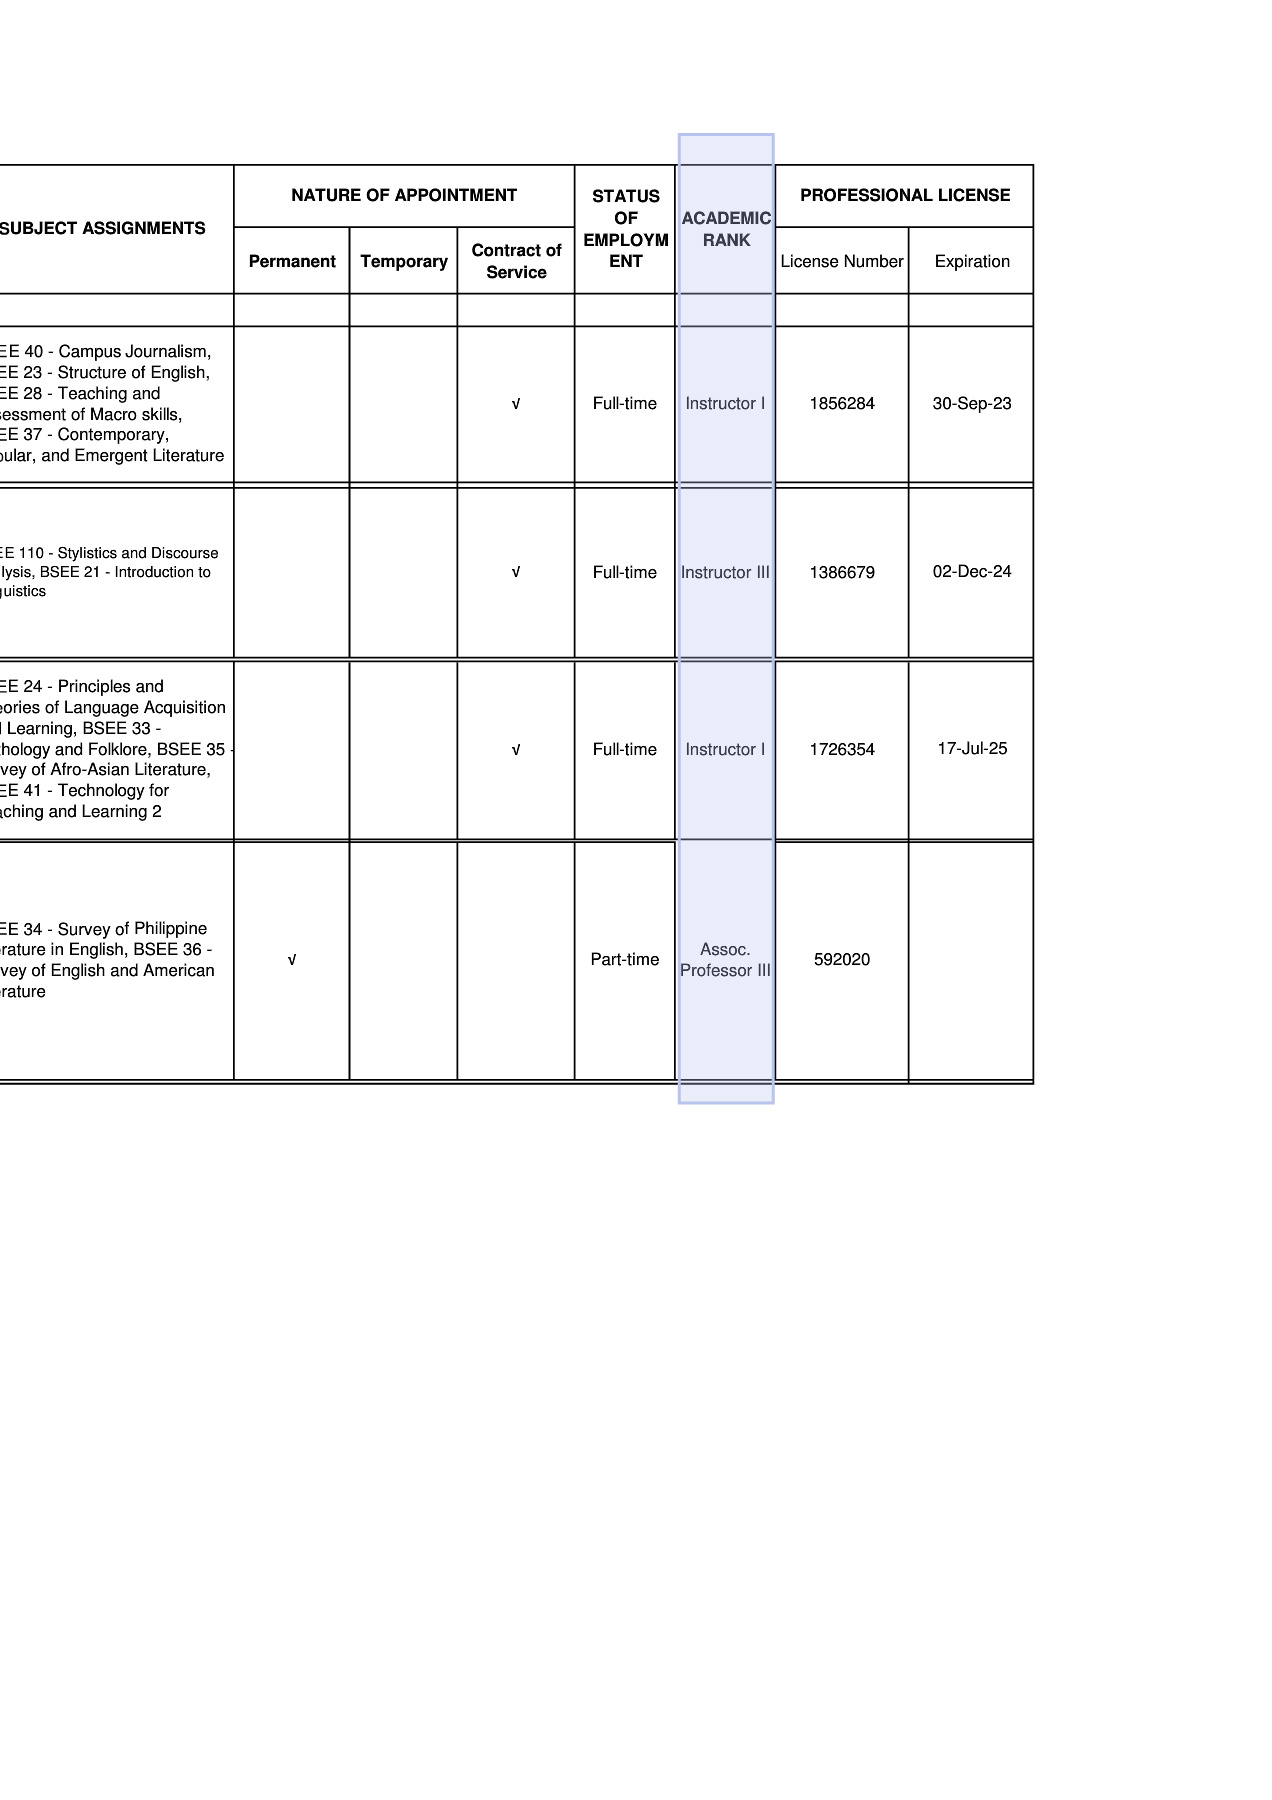 SUBJECT ASSIGNMENTS
NATURE OF APPOINTMENT
Permanent
Temporary
Contract of
Service
STATUS
OF
EMPLOYM
ENT
ACADEMIC
RANK
PROFESSIONAL LICENSE
License Number
Expiration
EE 40 - Campus Journalism,
EE 23 - Structure of English,
EE 28 - Teaching and
sessment of Macro skills,
EE 37 - Contemporary,
pular, and Emergent Literature
√
Full-time
Instructor I
1856284
30-Sep-23
EE 110 - Stylistics and Discourse
lysis, BSEE 21 - Introduction to
guistics
√
Full-time
Instructor III
1386679
02-Dec-24
EE 24 - Principles and
eories of Language Acquisition
d Learning, BSEE 33 -
thology and Folklore, BSEE 35 -
vey of Afro-Asian Literature,
EE 41 - Technology for
aching and Learning 2
√
Full-time
Instructor I
1726354
17-Jul-25
EE 34 - Survey of Philippine
erature in English, BSEE 36 -
vey of English and American
erature
√
Part-time
Assoc.
Professor III
592020